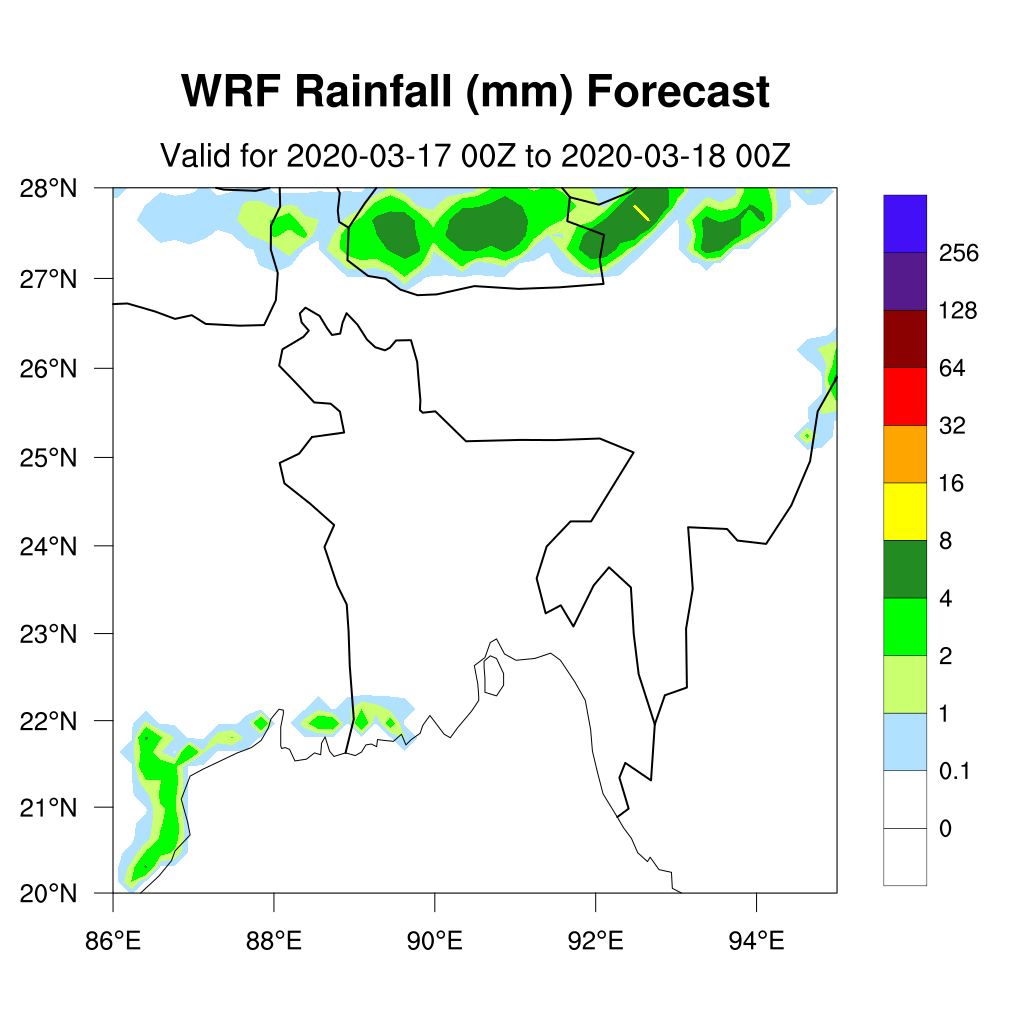 WRF Rainfall (mm) Forecast
Valid for 2020-03-17 00Z to 2020-03-18 00Z
28°N
27°N
26°N
25°N
24°N
23°N
22°N
21°N
20°N
86°E 88°E 90°E 92°E 94°E
256
128
64
32
16
8
4
2
1
0.1
0